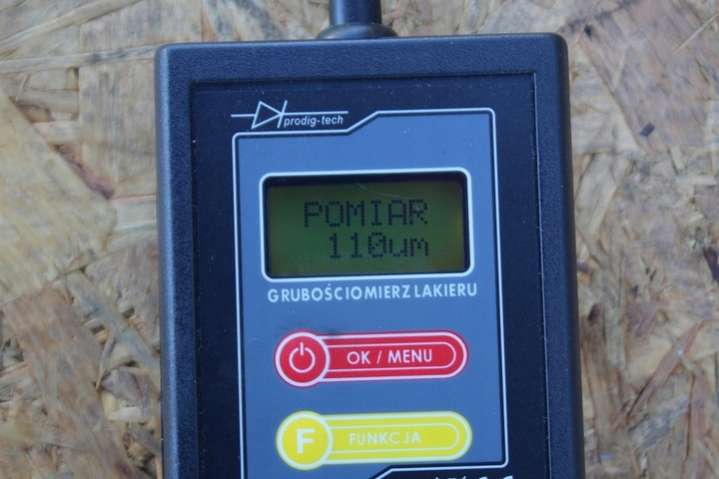 prodig-tech
POMIAR
110um
GRUBOŚCIOMIERZ LAKIERU
OK / MENU
F FUNKCJA